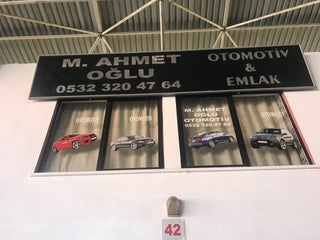 M. AHMET
OĞLU
0532 320 47 64
OTOMOTİV
&
EMLAK
OTOMOTİV
OTOMOTİV
M. AHMET
OĞLU
OTOMOTİV
0532 320 47 64
OTOMOTİV
42